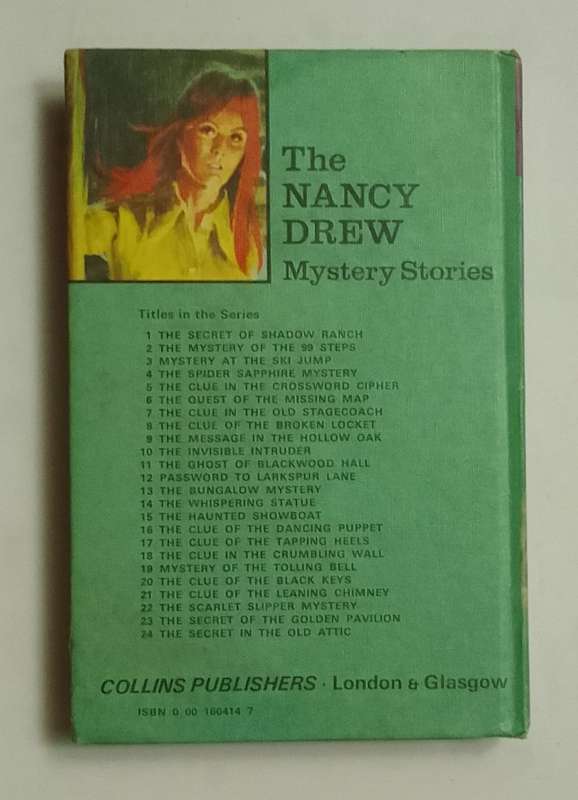 The
NANCY
DREW
Mystery Stories
Titles in the Series
1 THE SECRET OF SHADOW RANCH
2 THE MYSTERY OF THE 99 STEPS
3 MYSTERY AT THE SKI JUMP
4 THE SPIDER SAPPHIRE MYSTERY
5 THE CLUE IN THE CROSSWORD CIPHER
6 THE QUEST OF THE MISSING MAP
7 THE CLUE IN THE OLD STAGECOACH
8 THE CLUE OF THE BROKEN LOCKET
9 THE MESSAGE IN THE HOLLOW OAK
10 THE INVISIBLE INTRUDER
11 THE GHOST OF BLACKWOOD HALL
12 PASSWORD TO LARKSPUR LANE
13 THE BUNGALOW MYSTERY
14 THE WHISPERING STATUE
15 THE HAUNTED SHOWBOAT
16 THE CLUE OF THE DANCING PUPPET
17 THE CLUE OF THE TAPPING HEELS
18 THE CLUE IN THE CRUMBLING WALL
19 MYSTERY OF THE TOLLING BELL
20 THE CLUE OF THE BLACK KEYS
21 THE CLUE OF THE LEANING CHIMNEY
22 THE SCARLET SLIPPER MYSTERY
23 THE SECRET OF THE GOLDEN PAVILION
24 THE SECRET IN THE OLD ATTIC
COLLINS PUBLISHERS · London & Glasgow
ISBN 0 00 160414 7